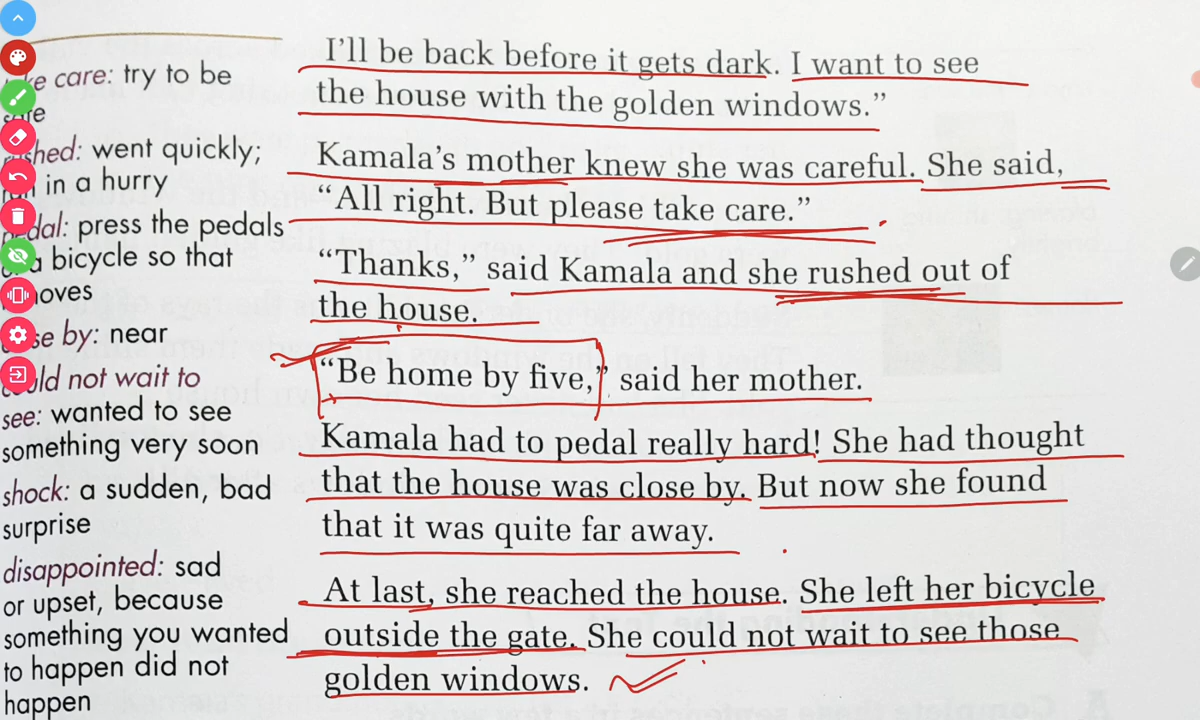 I'll be back before it gets dark. I want to see
the house with the golden windows.”
Kamala's mother knew she was careful. She said,
“All right. But please take care.”
“Thanks,” said Kamala and she rushed out of
the house.
“Be home by five,” said her mother.
Kamala had to pedal really hard! She had thought
that the house was close by. But now she found
that it was quite far away.
At last, she reached the house. She left her bicycle
outside the gate. She could not wait to see those
golden windows.
care: try to be
went quickly;
in a hurry
press the pedals
a bicycle so that
by: near
not wait to
see: wanted to see
something very soon
shock: a sudden, bad
surprise
disappointed: sad
or upset, because
something you wanted
to happen did not
happen